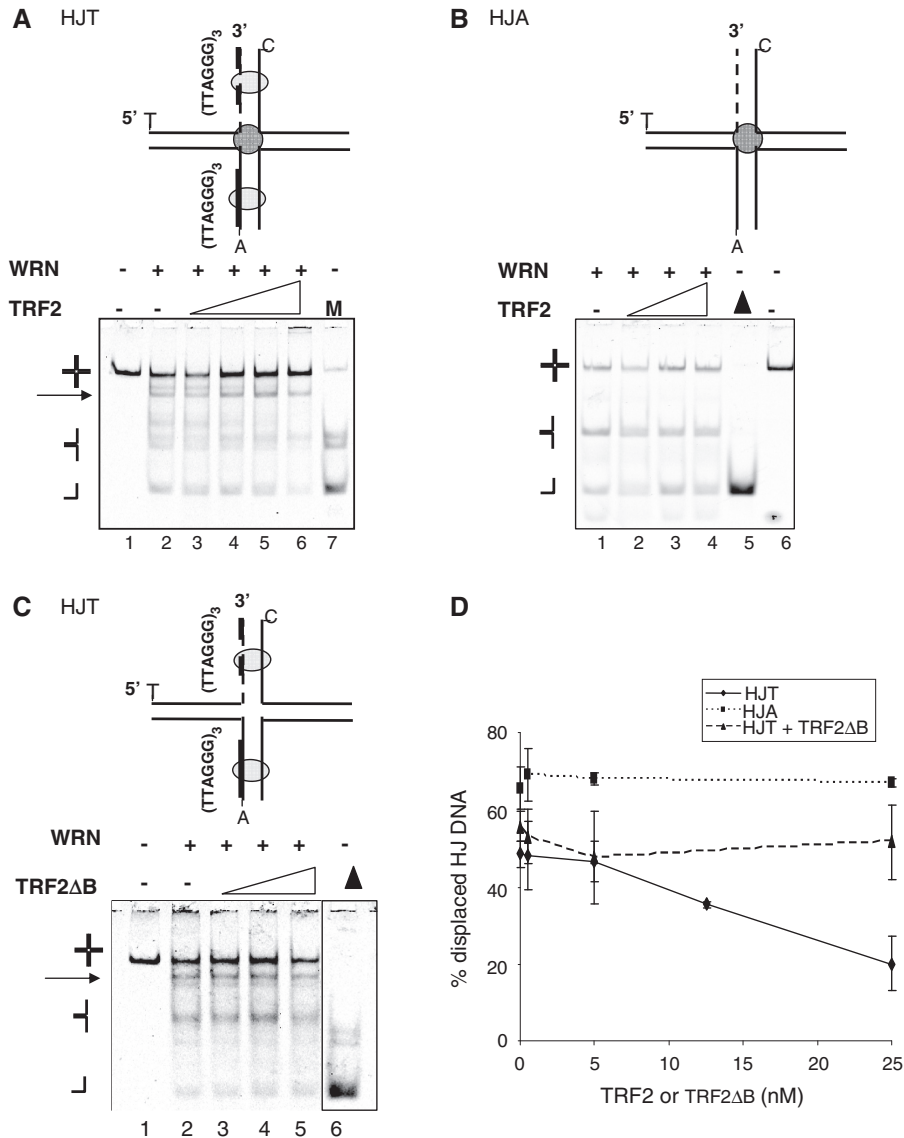 A HJT
3'
C
(TTAGGG)3
5' T
(TTAGGG)3
A
WRN - + + + + + -
TRF2 - - M
1 2 3 4 5 6 7
B HJA
3'
C
5' T
A
WRN + + + + - -
TRF2 - -
1 2 3 4 5 6
C HJT
3'
C
(TTAGGG)3
5' T
(TTAGGG)3
A
WRN - + + + + -
TRF2ΔB - -
1 2 3 4 5 6
D
HJT
HJA
HJT + TRF2ΔB
% displaced HJ DNA
80
60
40
20
0
0 5 10 15 20 25
TRF2 or TRF2ΔB (nM)